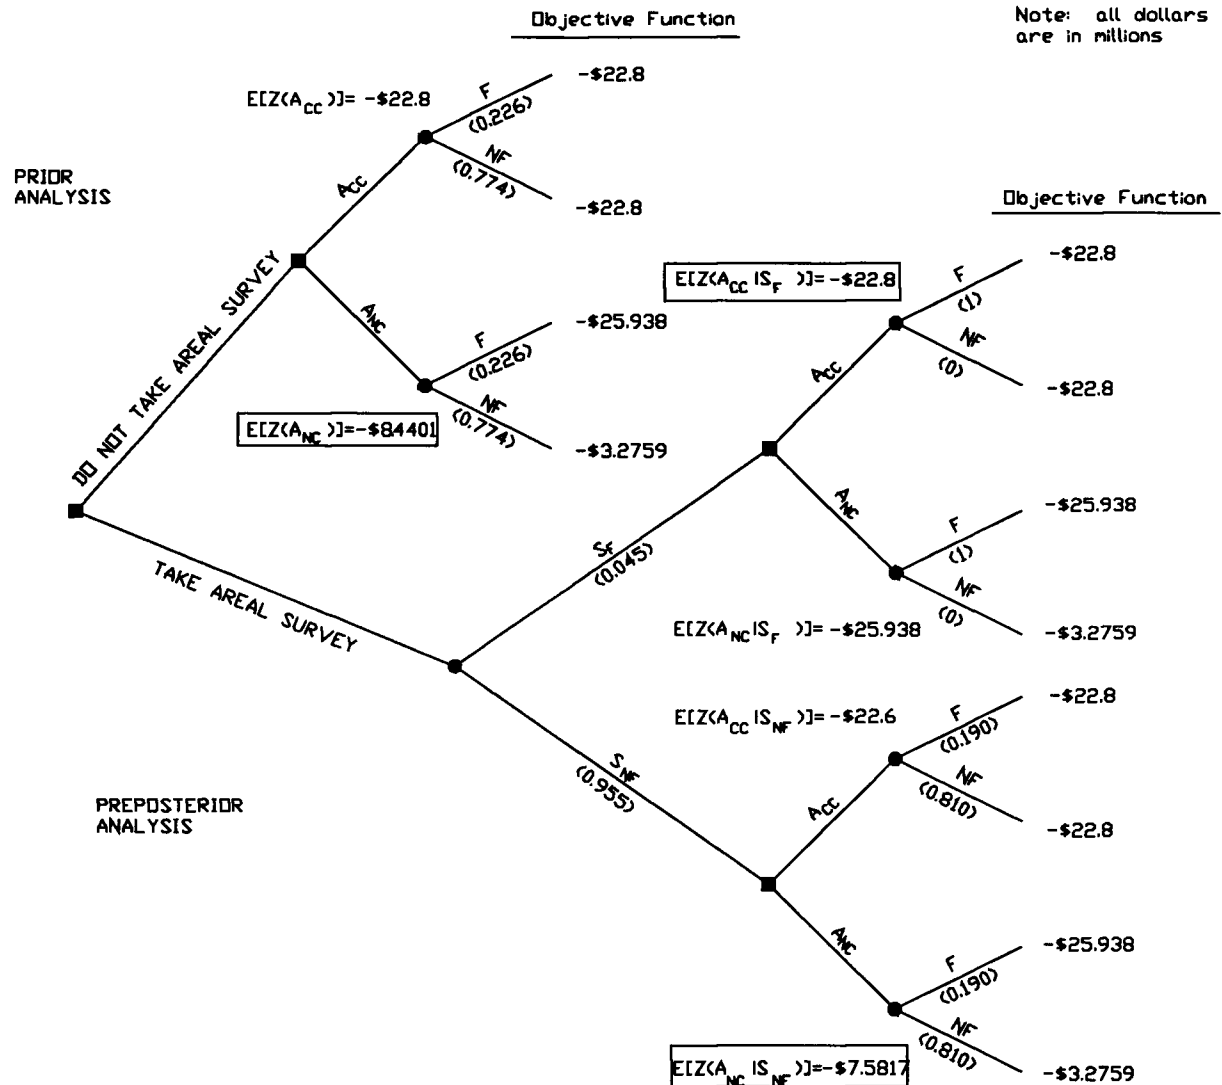 Objective Function
Note: all dollars
are in millions
E[Z(A_CC)]= -$22.8
F
(0.226)
-$22.8
NF
(0.774)
-$22.8
PRIOR
ANALYSIS
A_CC
Objective Function
DO NOT TAKE AREAL SURVEY
A_NC
F
(0.226)
-$25.938
NF
(0.774)
-$3.2759
E[Z(A_NC)]=-$8.4401
E[Z(A_CC|S_F)]=-$22.8
F
(1)
-$22.8
NF
(0)
-$22.8
A_CC
A_NC
F
(1)
-$25.938
NF
(0)
-$3.2759
S_F
(0.045)
E[Z(A_NC|S_F)]=-$25.938
TAKE AREAL SURVEY
E[Z(A_CC|S_NF)]=-$22.6
F
(0.190)
-$22.8
NF
(0.810)
-$22.8
S_NF
(0.955)
A_CC
PREPOSTERIOR
ANALYSIS
A_NC
F
(0.190)
-$25.938
NF
(0.810)
-$3.2759
E[Z(A_NC|S_NF)]=-$7.5817